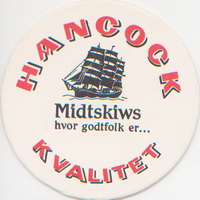 HANCOCK
Midtskiws
hvor godtfolk er...
KVALITET